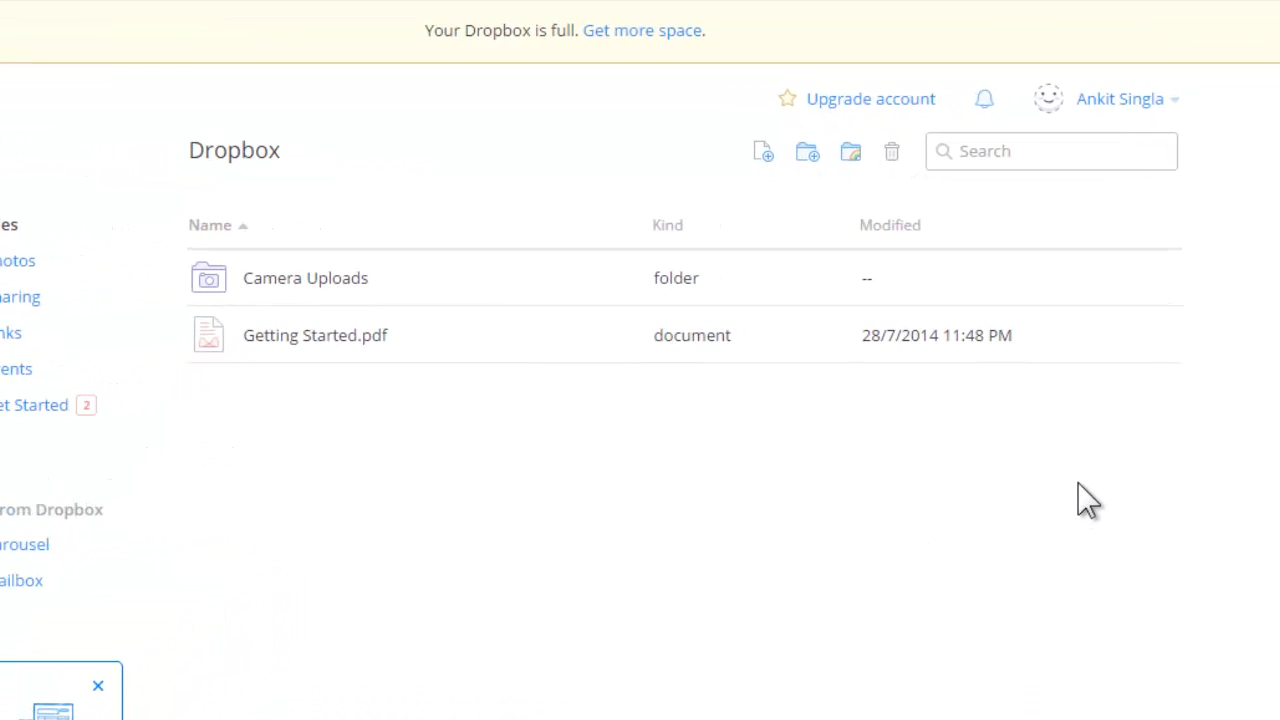 Your Dropbox is full. Get more space.
Upgrade account
Ankit Singla
Dropbox
Search
Name
Kind
Modified
Camera Uploads
folder
--
Getting Started.pdf
document
28/7/2014 11:48 PM
es
otos
aring
nks
ents
et Started
2
rom Dropbox
arousel
ailbox